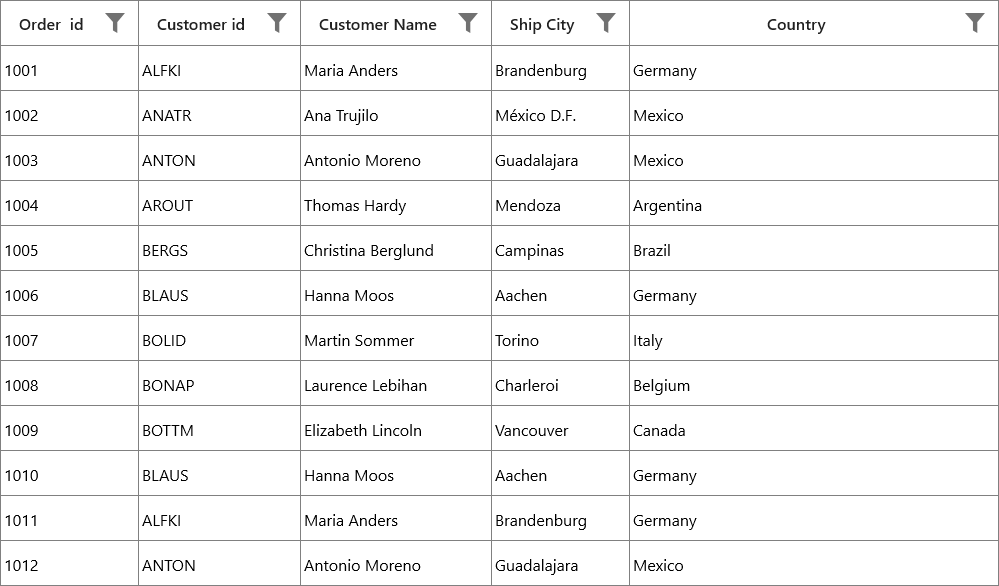 Order  id Customer id Customer Name Ship City Country
1001 ALFKI Maria Anders Brandenburg Germany
1002 ANATR Ana Trujilo México D.F. Mexico
1003 ANTON Antonio Moreno Guadalajara Mexico
1004 AROUT Thomas Hardy Mendoza Argentina
1005 BERGS Christina Berglund Campinas Brazil
1006 BLAUS Hanna Moos Aachen Germany
1007 BOLID Martin Sommer Torino Italy
1008 BONAP Laurence Lebihan Charleroi Belgium
1009 BOTTM Elizabeth Lincoln Vancouver Canada
1010 BLAUS Hanna Moos Aachen Germany
1011 ALFKI Maria Anders Brandenburg Germany
1012 ANTON Antonio Moreno Guadalajara Mexico